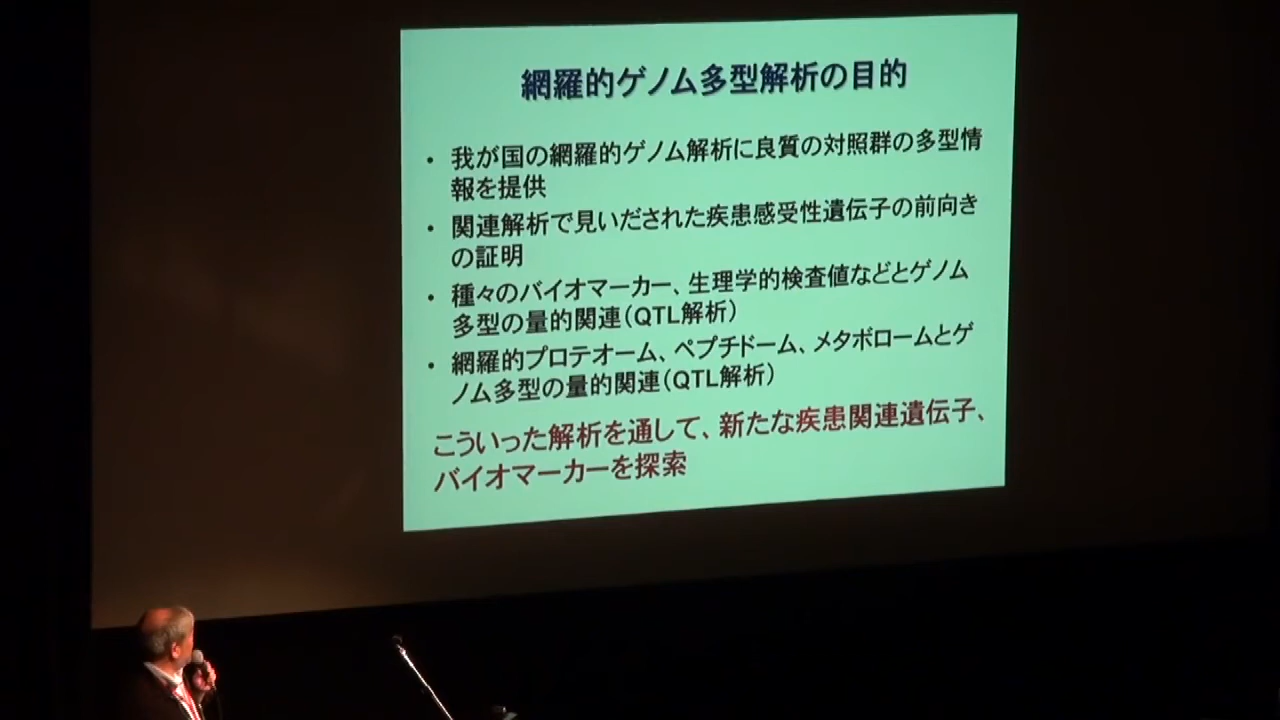 網羅的ゲノム多型解析の目的
• 我が国の網羅的ゲノム解析に良質の対照群の多型情
報を提供
• 関連解析で見いだされた疾患感受性遺伝子の前向き
の証明
• 種々のバイオマーカー、生理学的検査値などとゲノム
多型の量的関連(QTL解析)
• 網羅的プロテオーム、ペプチドーム、メタボロームとゲ
ノム多型の量的関連(QTL解析)
こういった解析を通して、新たな疾患関連遺伝子、
バイオマーカーを探索